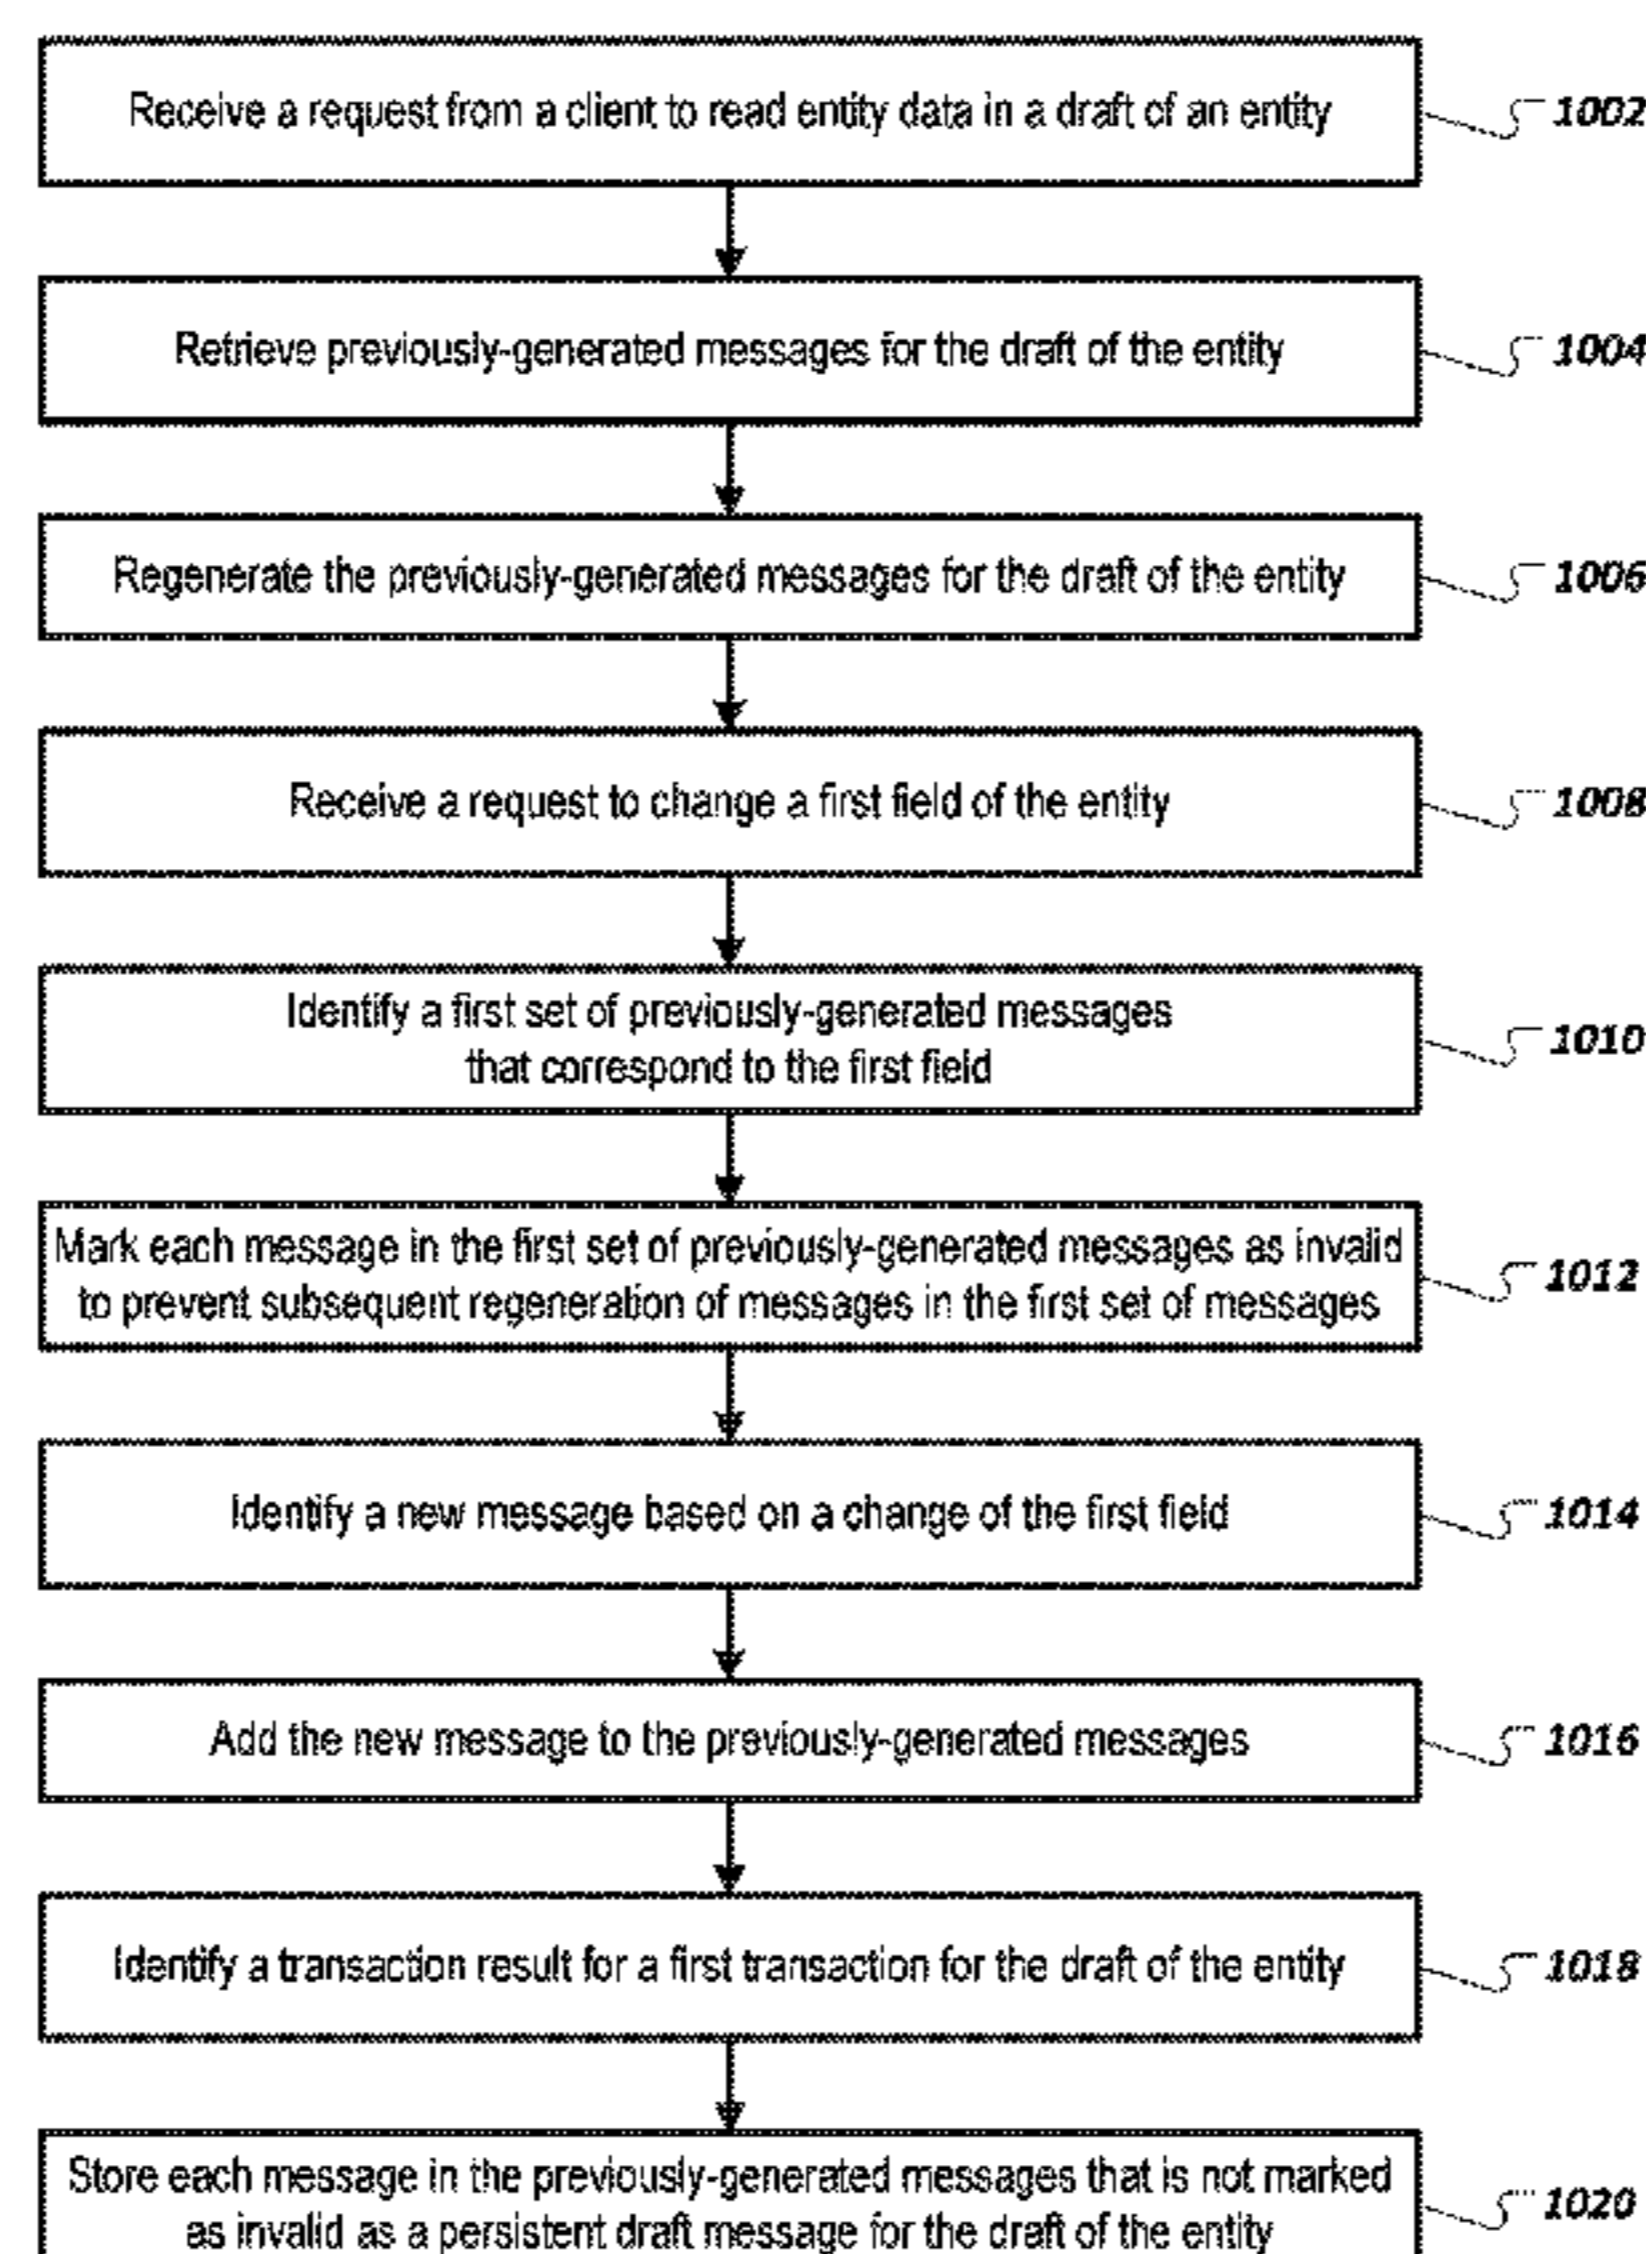 Receive a request from a client to read entity data in a draft of an entity
1002
Retrieve previously-generated messages for the draft of the entity
1004
Regenerate the previously-generated messages for the draft of the entity
1006
Receive a request to change a first field of the entity
1008
Identify a first set of previously-generated messages
that correspond to the first field
1010
Mark each message in the first set of previously-generated messages as invalid
to prevent subsequent regeneration of messages in the first set of messages
1012
Identify a new message based on a change of the first field
1014
Add the new message to the previously-generated messages
1016
Identify a transaction result for a first transaction for the draft of the entity
1018
Store each message in the previously-generated messages that is not marked
as invalid as a persistent draft message for the draft of the entity
1020